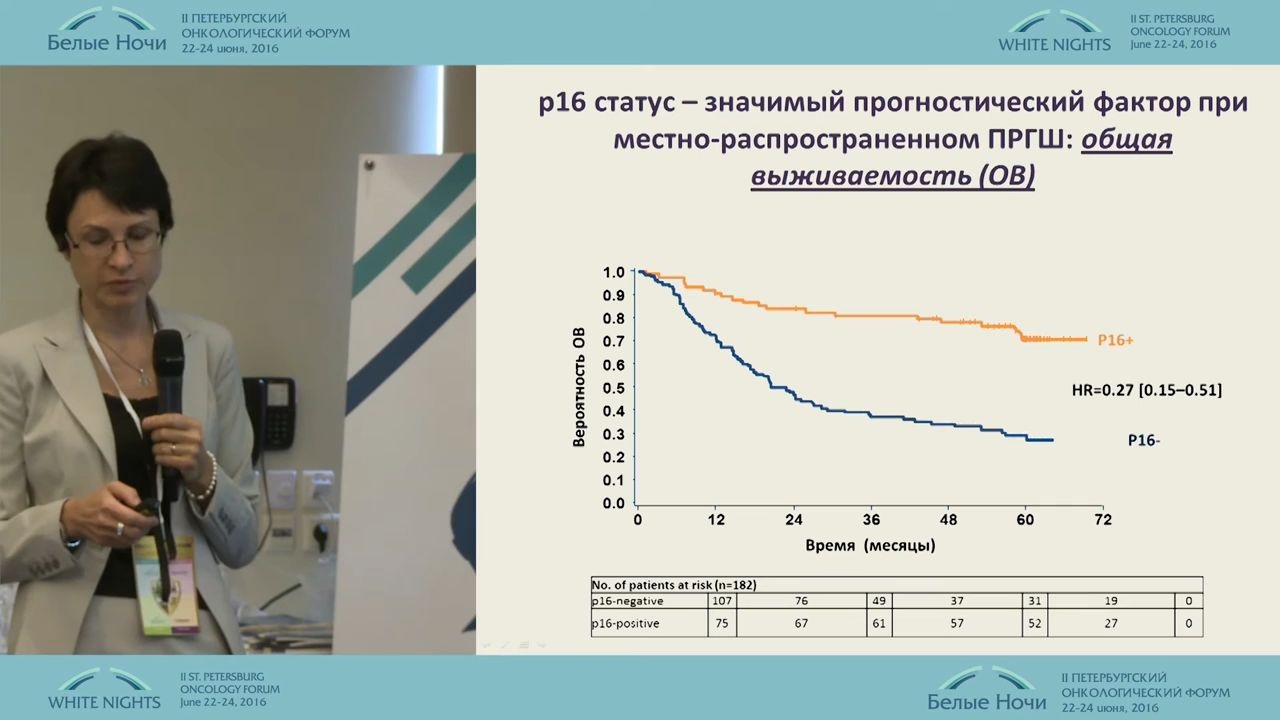 II ПЕТЕРБУРГСКИЙ
ОНКОЛОГИЧЕСКИЙ ФОРУМ
Белые Ночи
22-24 июня, 2016
II ST. PETERSBURG
ONCOLOGY FORUM
WHITE NIGHTS
June 22-24, 2016
p16 статус – значимый прогностический фактор при
местно-распространенном ПРГШ: общая
выживаемость (ОВ)
1.0
0.9
0.8
0.7
0.6
0.5
0.4
0.3
0.2
0.1
0.0
Вероятность ОВ
P16+
HR=0.27 [0.15–0.51]
P16-
0 12 24 36 48 60 72
Время (месяцы)
No. of patients at risk (n=182)
p16-negative 107 76 49 37 31 19 0
p16-positive 75 67 61 57 52 27 0
II ST. PETERSBURG
ONCOLOGY FORUM
WHITE NIGHTS
June 22-24, 2016
II ПЕТЕРБУРГСКИЙ
ОНКОЛОГИЧЕСКИЙ ФОРУМ
Белые Ночи
22-24 июня, 2016